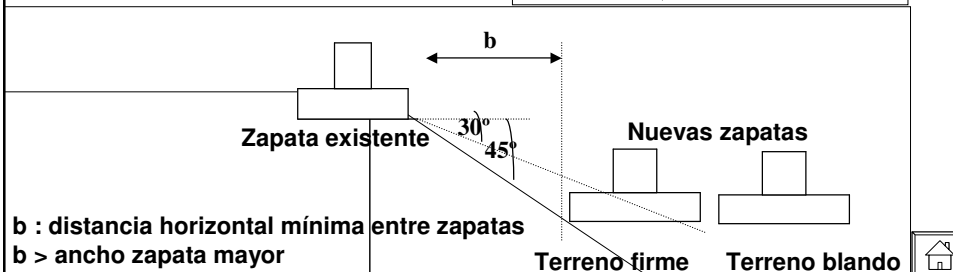 b
Zapata existente
30º
45º
Nuevas zapatas
b : distancia horizontal mínima entre zapatas
b > ancho zapata mayor
Terreno firme
Terreno blando